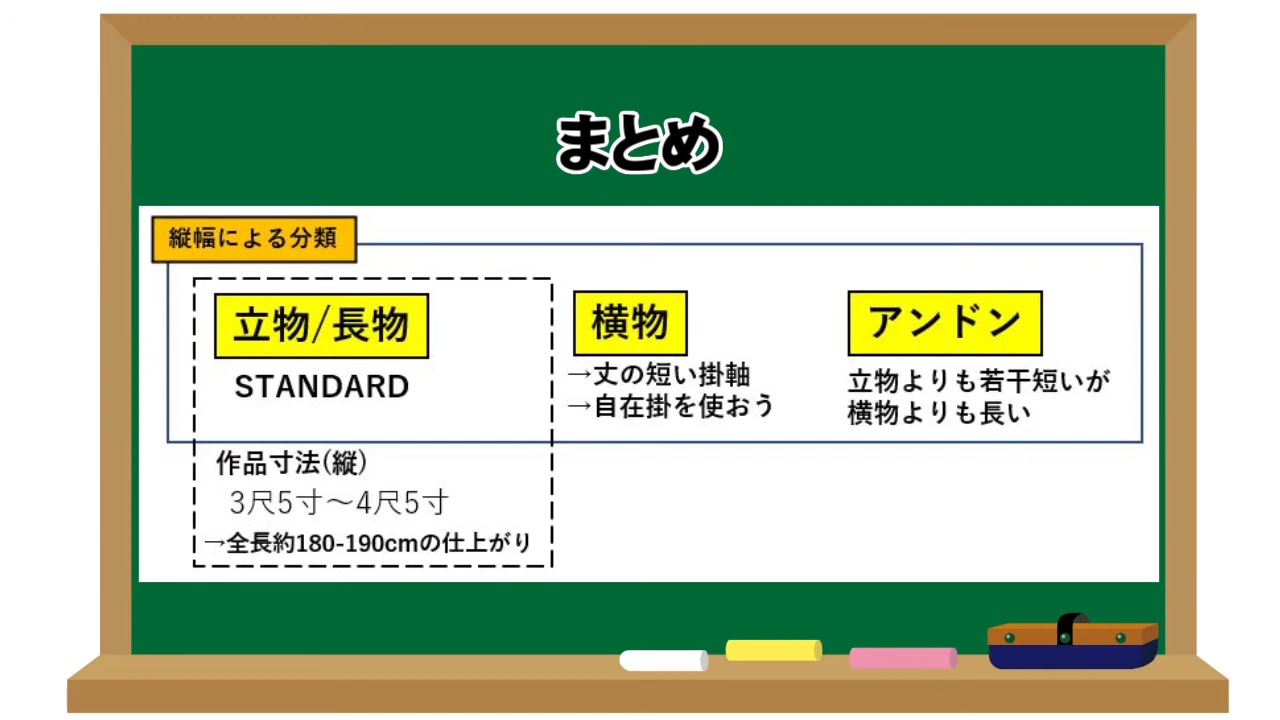 まとめ
縦幅による分類
立物/長物
STANDARD
作品寸法(縦)
3尺5寸〜4尺5寸
→全長約180-190cmの仕上がり
横物
→丈の短い掛軸
→自在掛を使おう
アンドン
立物よりも若干短いが
横物よりも長い